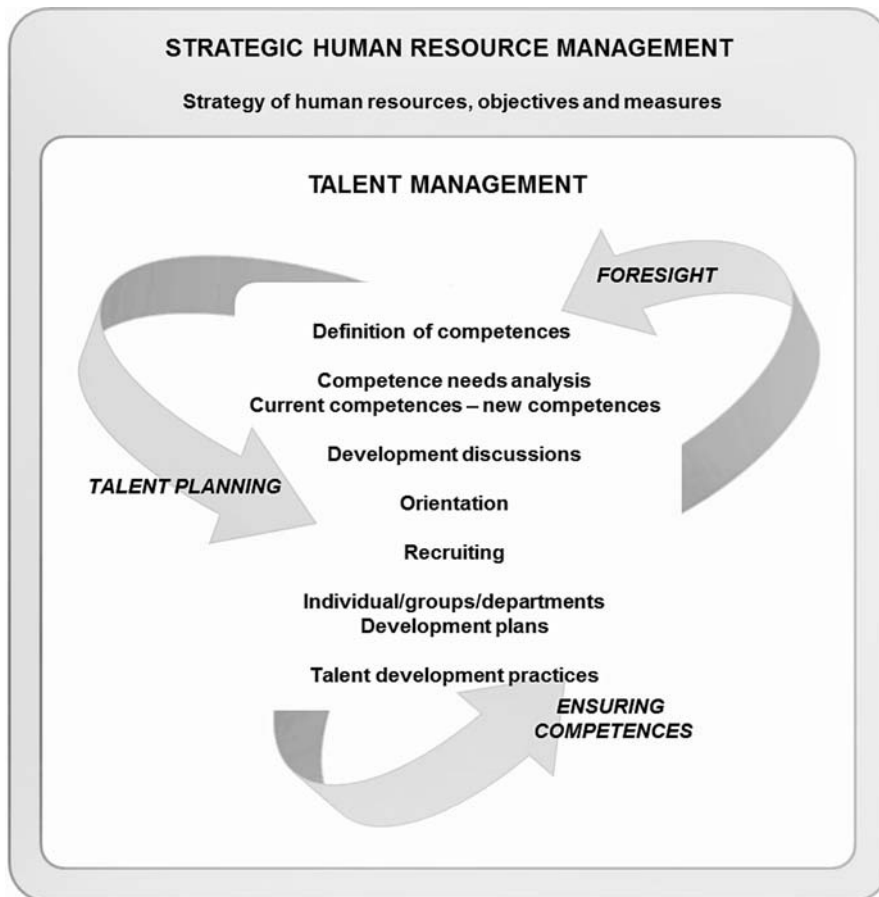 STRATEGIC HUMAN RESOURCE MANAGEMENT
Strategy of human resources, objectives and measures
TALENT MANAGEMENT
FORESIGHT
Definition of competences
Competence needs analysis
Current competences – new competences
Development discussions
TALENT PLANNING
Orientation
Recruiting
Individual/groups/departments
Development plans
Talent development practices
ENSURING
COMPETENCES